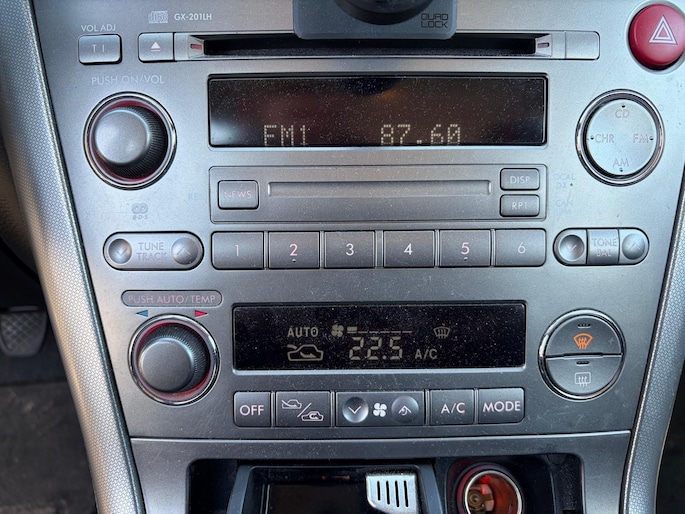 QUAD
LOCK
VOL ADJ
GX-201LH
TI
PUSH ON/VOL
CD
FM1 87.60
CHR FM
AM
NEWS
DISP
RPT
TUNE
TRACK
1 2 3 4 5 6
TONE
BAL
PUSH AUTO/TEMP
AUTO
22.5 A/C
OFF
A/C
MODE